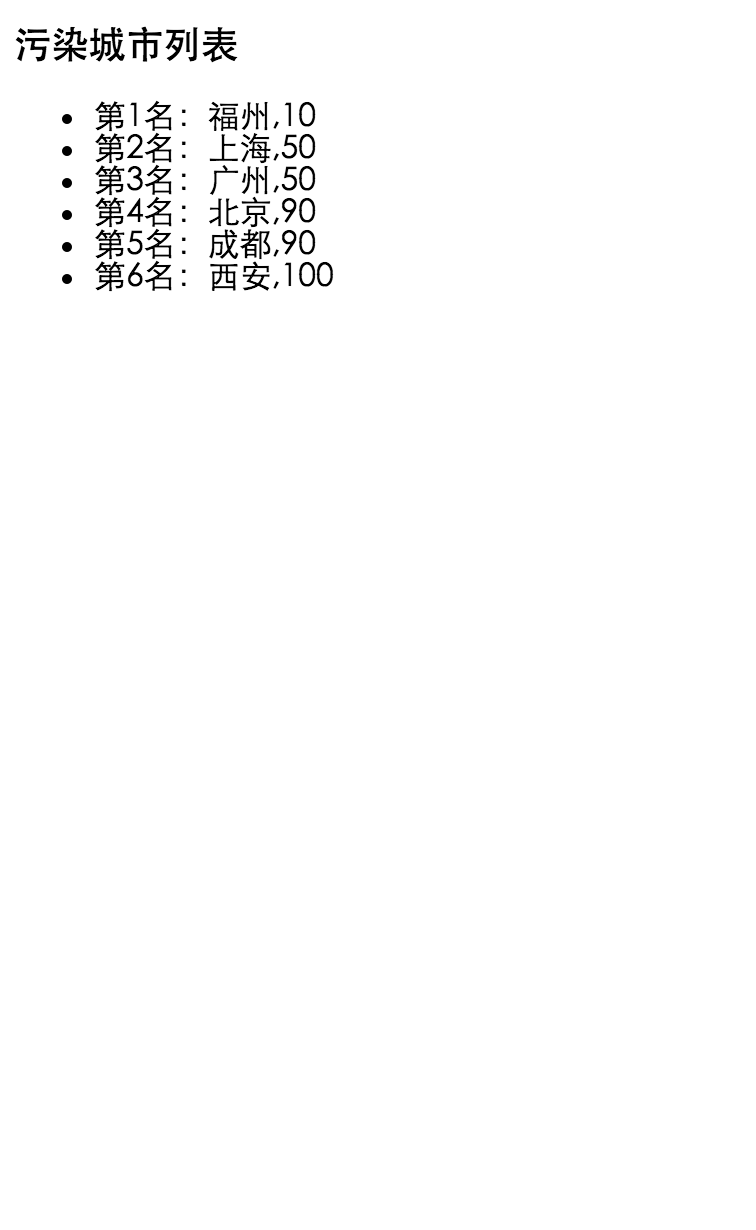 污染城市列表
• 第1名：福州,10
• 第2名：上海,50
• 第3名：广州,50
• 第4名：北京,90
• 第5名：成都,90
• 第6名：西安,100